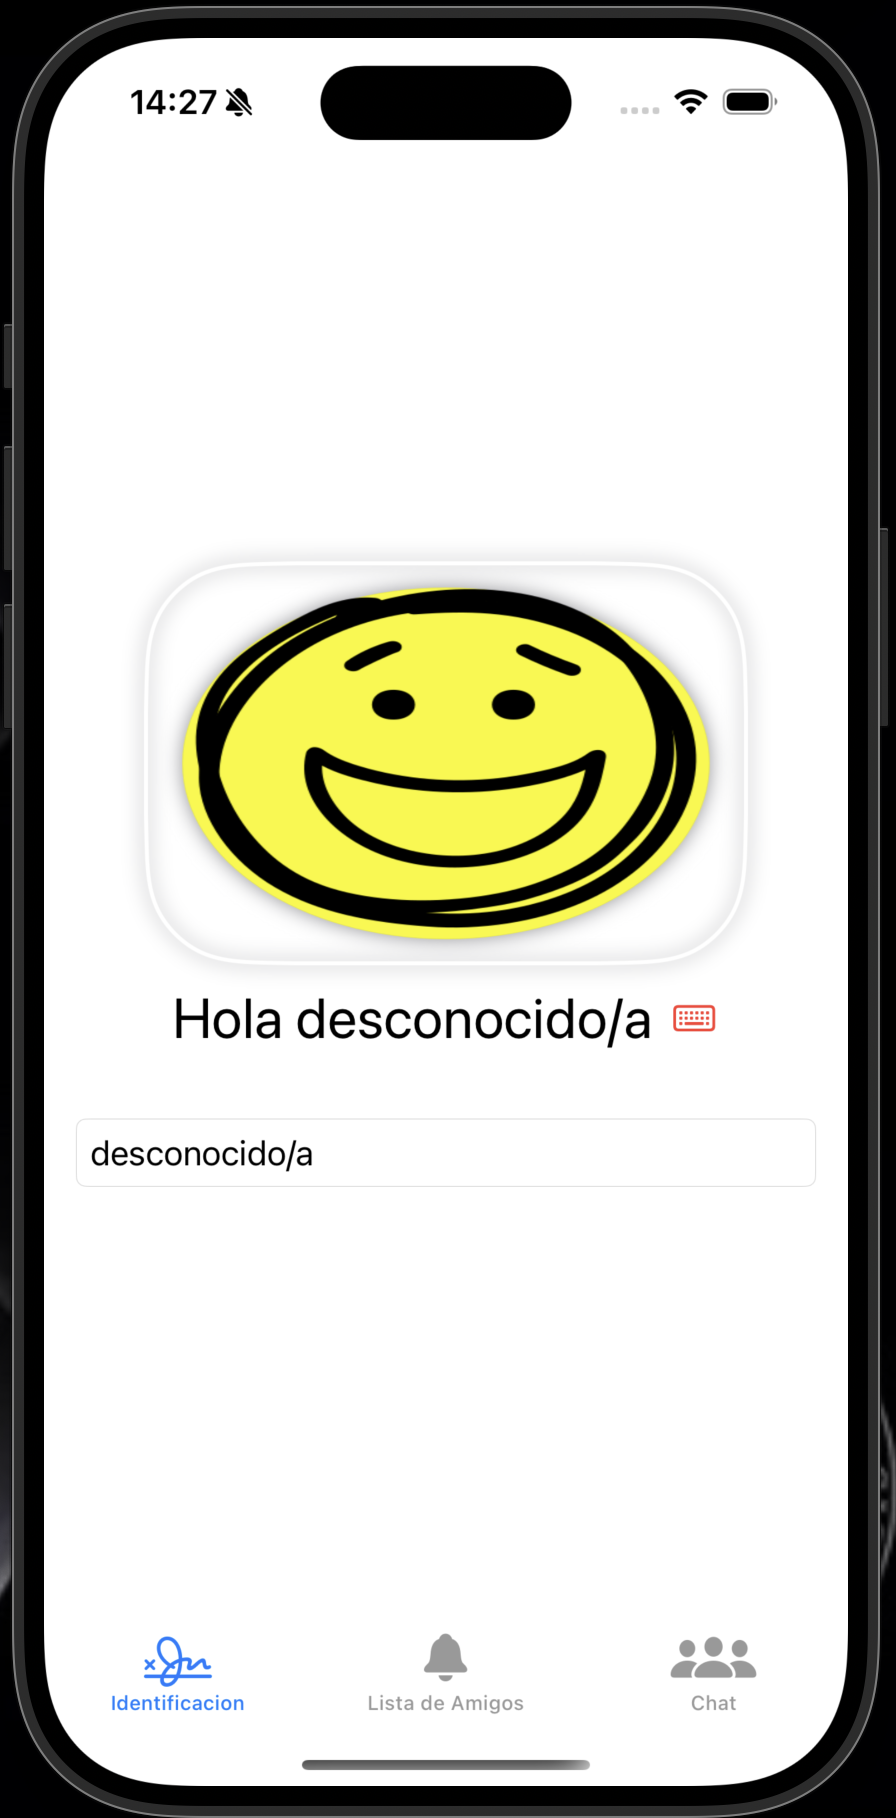 14:27
Hola desconocido/a
desconocido/a
Identificacion
Lista de Amigos
Chat